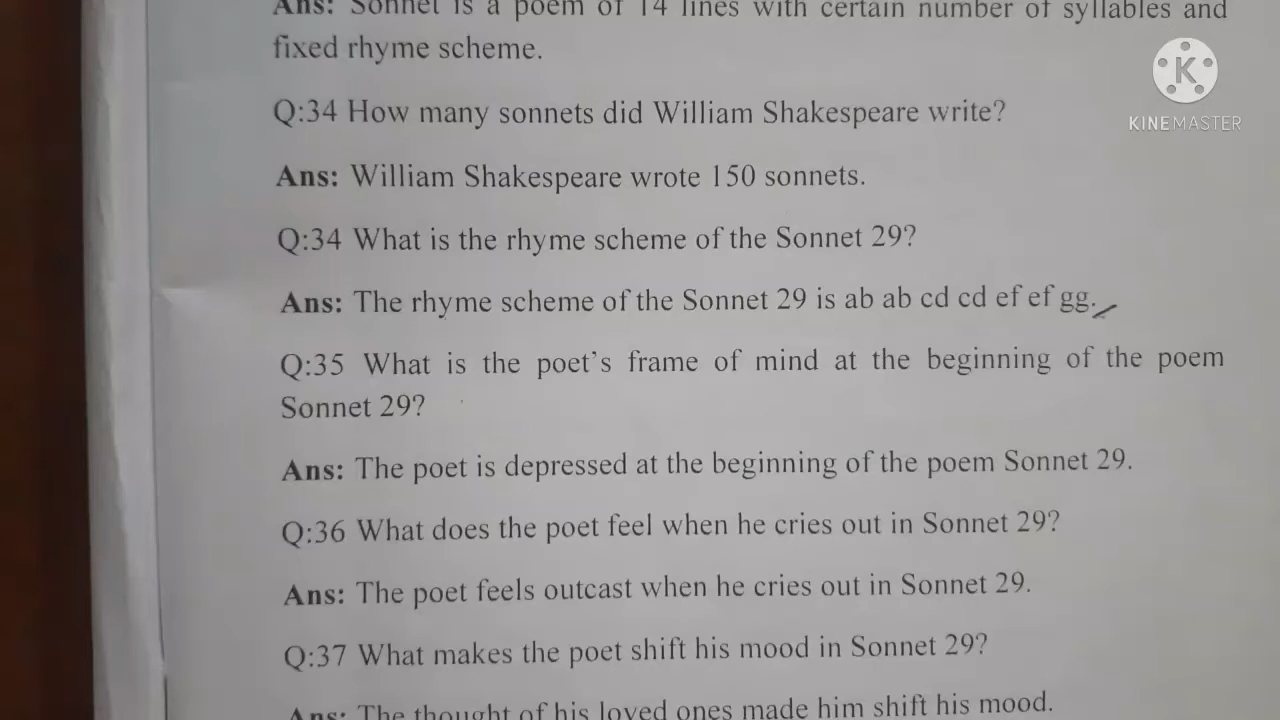 Ans: Sonnet is a poem of 14 lines with certain number of syllables and
fixed rhyme scheme.
Q:34 How many sonnets did William Shakespeare write?
Ans: William Shakespeare wrote 150 sonnets.
Q:34 What is the rhyme scheme of the Sonnet 29?
Ans: The rhyme scheme of the Sonnet 29 is ab ab cd cd ef ef gg.
Q:35 What is the poet's frame of mind at the beginning of the poem
Sonnet 29?
Ans: The poet is depressed at the beginning of the poem Sonnet 29.
Q:36 What does the poet feel when he cries out in Sonnet 29?
Ans: The poet feels outcast when he cries out in Sonnet 29.
Q:37 What makes the poet shift his mood in Sonnet 29?
Ans: The thought of his loved ones made him shift his mood.
K
KINEMASTER